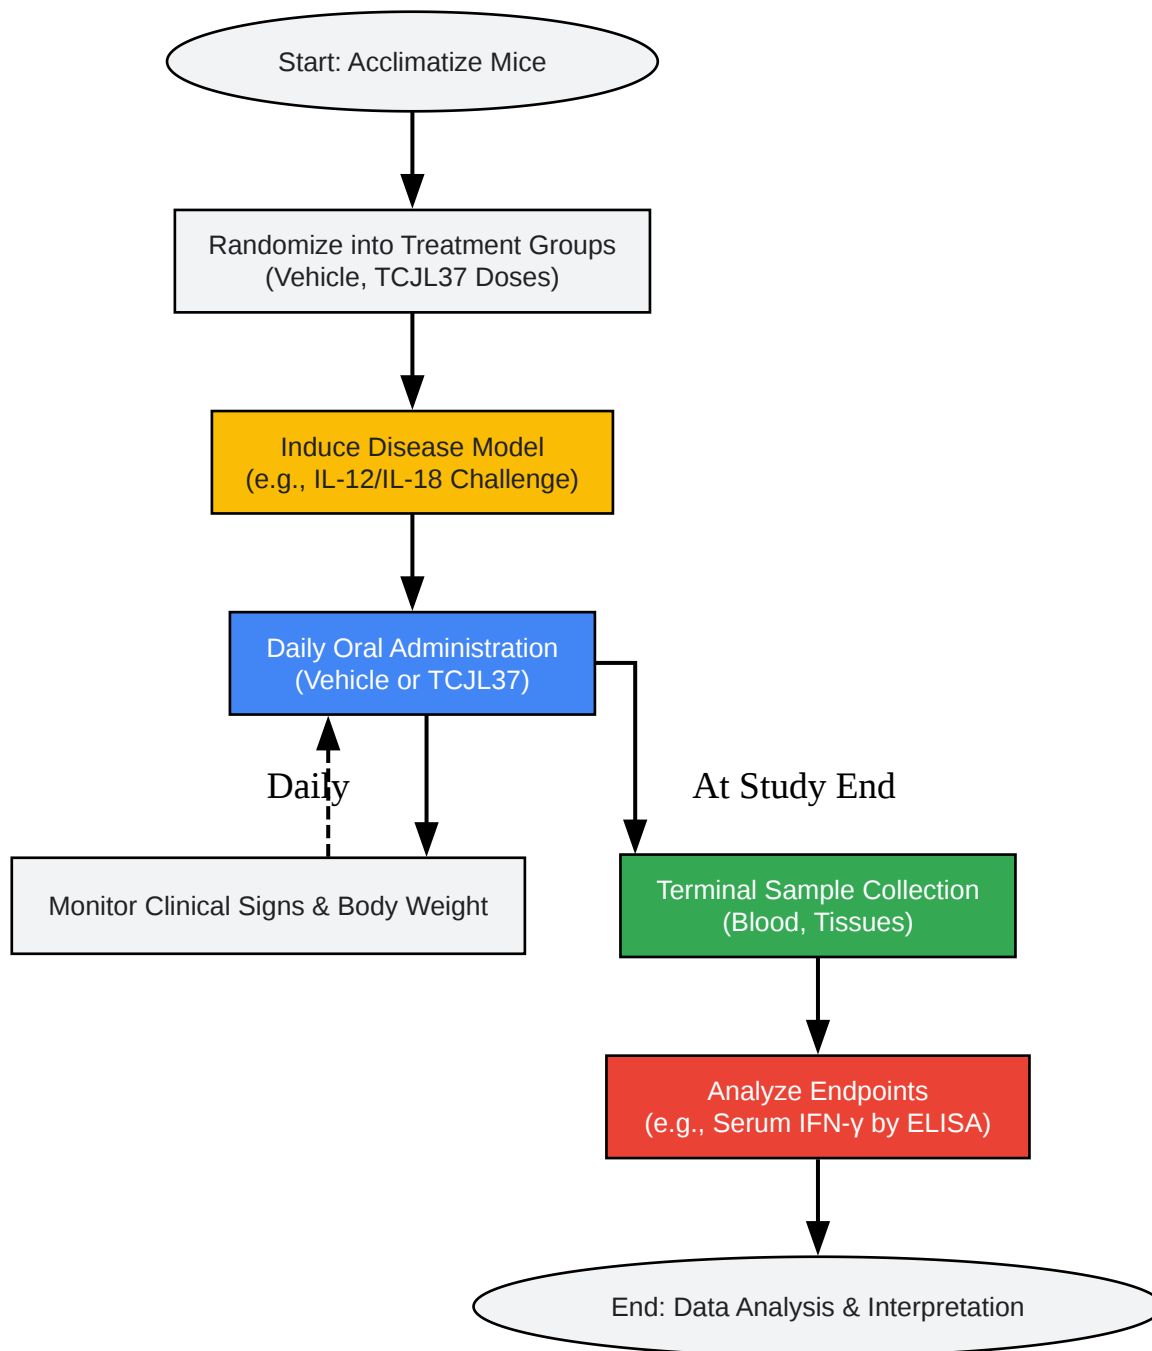 Start: Acclimatize Mice
Randomize into Treatment Groups
(Vehicle, TCJL37 Doses)
Induce Disease Model
(e.g., IL-12/IL-18 Challenge)
Daily Oral Administration
(Vehicle or TCJL37)
Daily
At Study End
Monitor Clinical Signs & Body Weight
Terminal Sample Collection
(Blood, Tissues)
Analyze Endpoints
(e.g., Serum IFN-γ by ELISA)
End: Data Analysis & Interpretation